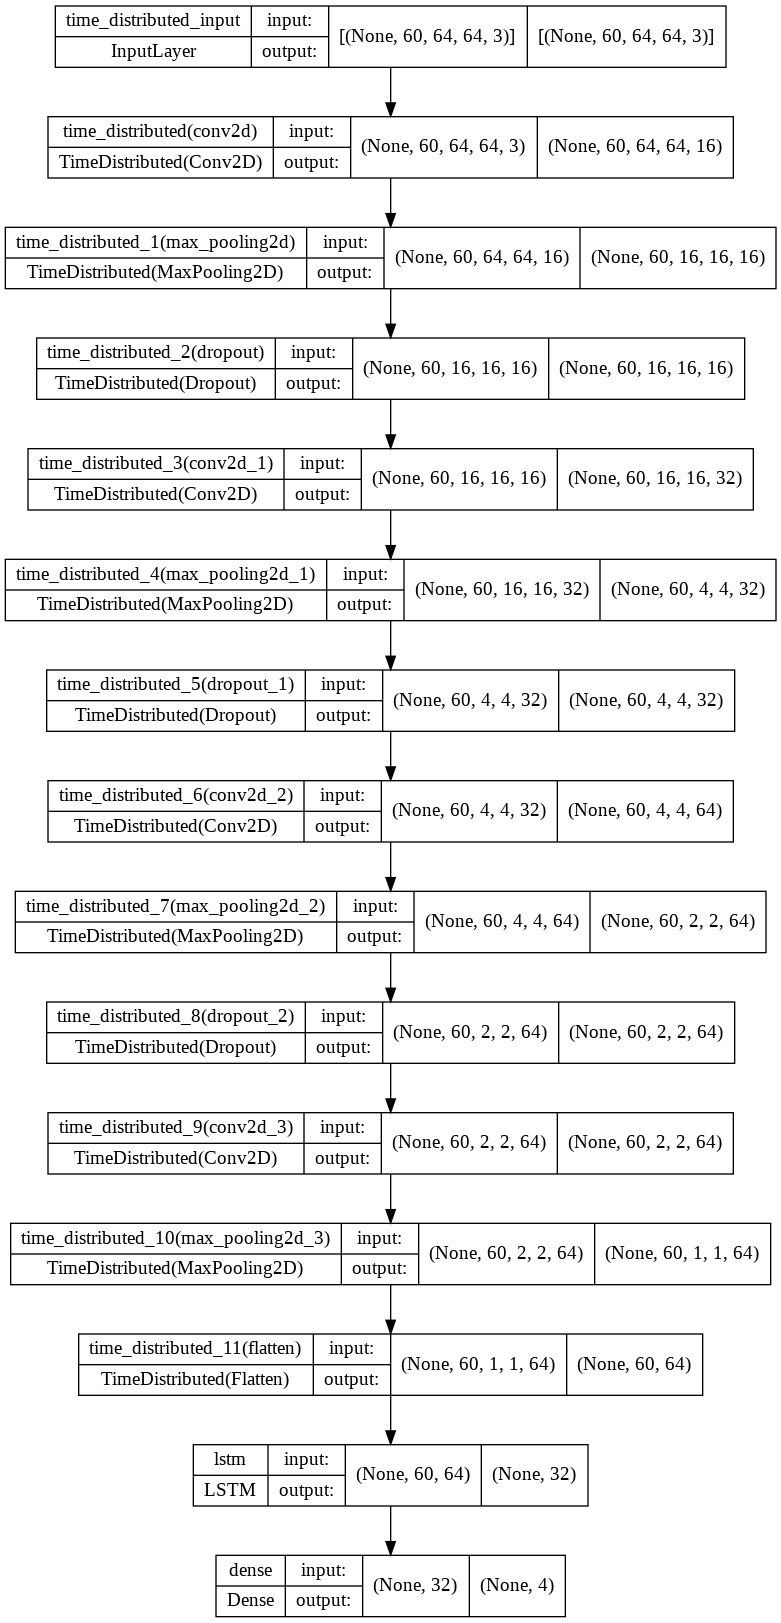 time_distributed_input input: [(None, 60, 64, 64, 3)] [(None, 60, 64, 64, 3)]
InputLayer output:
time_distributed(conv2d) input: (None, 60, 64, 64, 3) (None, 60, 64, 64, 16)
TimeDistributed(Conv2D) output:
time_distributed_1(max_pooling2d) input: (None, 60, 64, 64, 16) (None, 60, 16, 16, 16)
TimeDistributed(MaxPooling2D) output:
time_distributed_2(dropout) input: (None, 60, 16, 16, 16) (None, 60, 16, 16, 16)
TimeDistributed(Dropout) output:
time_distributed_3(conv2d_1) input: (None, 60, 16, 16, 16) (None, 60, 16, 16, 32)
TimeDistributed(Conv2D) output:
time_distributed_4(max_pooling2d_1) input: (None, 60, 16, 16, 32) (None, 60, 4, 4, 32)
TimeDistributed(MaxPooling2D) output:
time_distributed_5(dropout_1) input: (None, 60, 4, 4, 32) (None, 60, 4, 4, 32)
TimeDistributed(Dropout) output:
time_distributed_6(conv2d_2) input: (None, 60, 4, 4, 32) (None, 60, 4, 4, 64)
TimeDistributed(Conv2D) output:
time_distributed_7(max_pooling2d_2) input: (None, 60, 4, 4, 64) (None, 60, 2, 2, 64)
TimeDistributed(MaxPooling2D) output:
time_distributed_8(dropout_2) input: (None, 60, 2, 2, 64) (None, 60, 2, 2, 64)
TimeDistributed(Dropout) output:
time_distributed_9(conv2d_3) input: (None, 60, 2, 2, 64) (None, 60, 2, 2, 64)
TimeDistributed(Conv2D) output:
time_distributed_10(max_pooling2d_3) input: (None, 60, 2, 2, 64) (None, 60, 1, 1, 64)
TimeDistributed(MaxPooling2D) output:
time_distributed_11(flatten) input: (None, 60, 1, 1, 64) (None, 60, 64)
TimeDistributed(Flatten) output:
lstm input: (None, 60, 64) (None, 32)
LSTM output:
dense input: (None, 32) (None, 4)
Dense output: